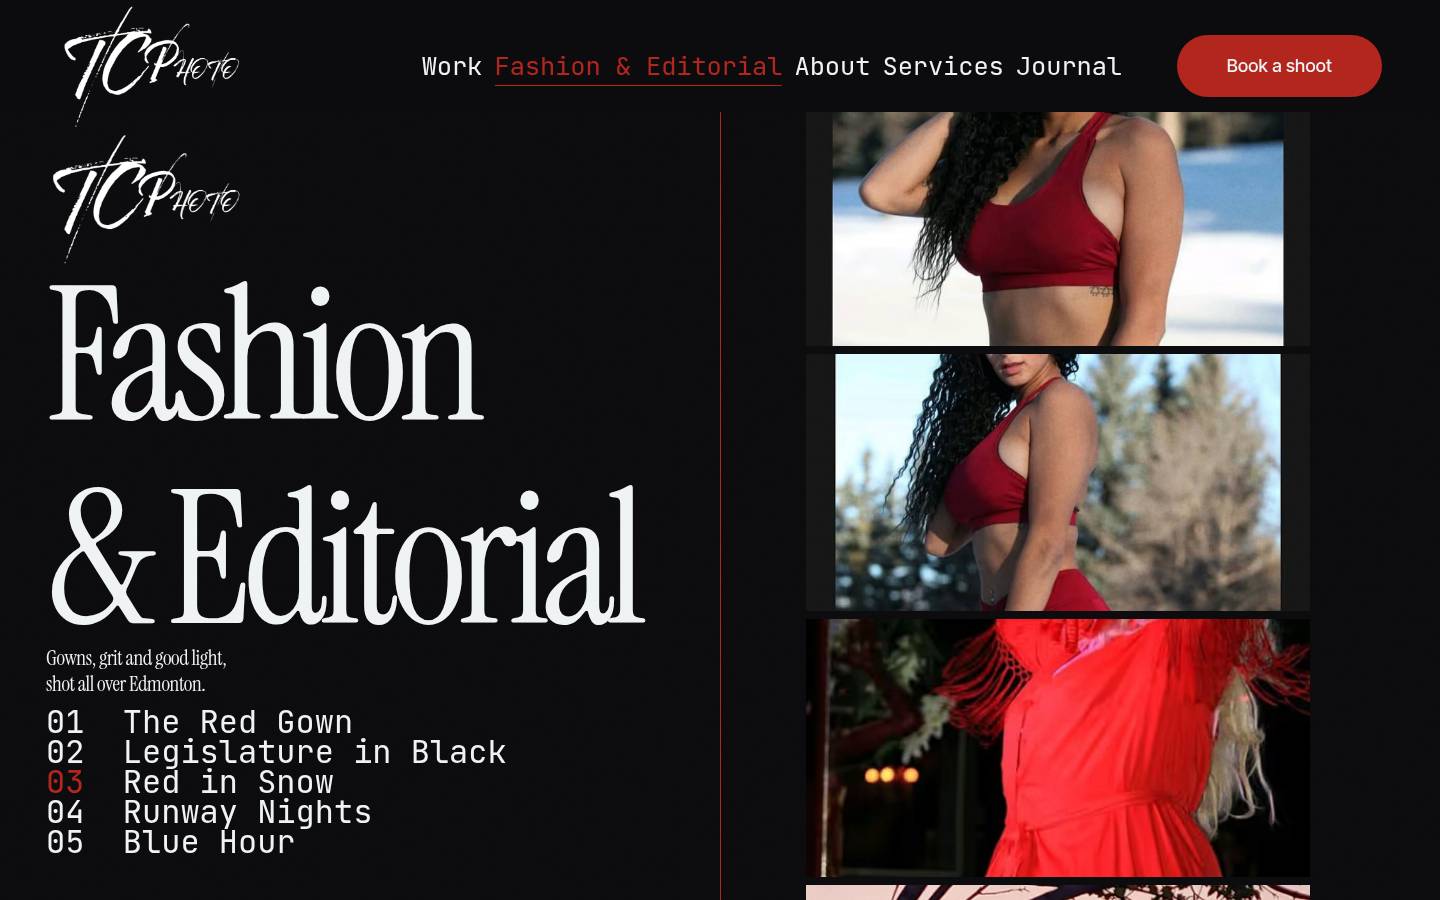 TCPHOTO
Work Fashion & Editorial About Services Journal
Book a shoot
TCPHOTO
Fashion
& Editorial
Gowns, grit and good light,
shot all over Edmonton.
01 The Red Gown
02 Legislature in Black
03 Red in Snow
04 Runway Nights
05 Blue Hour